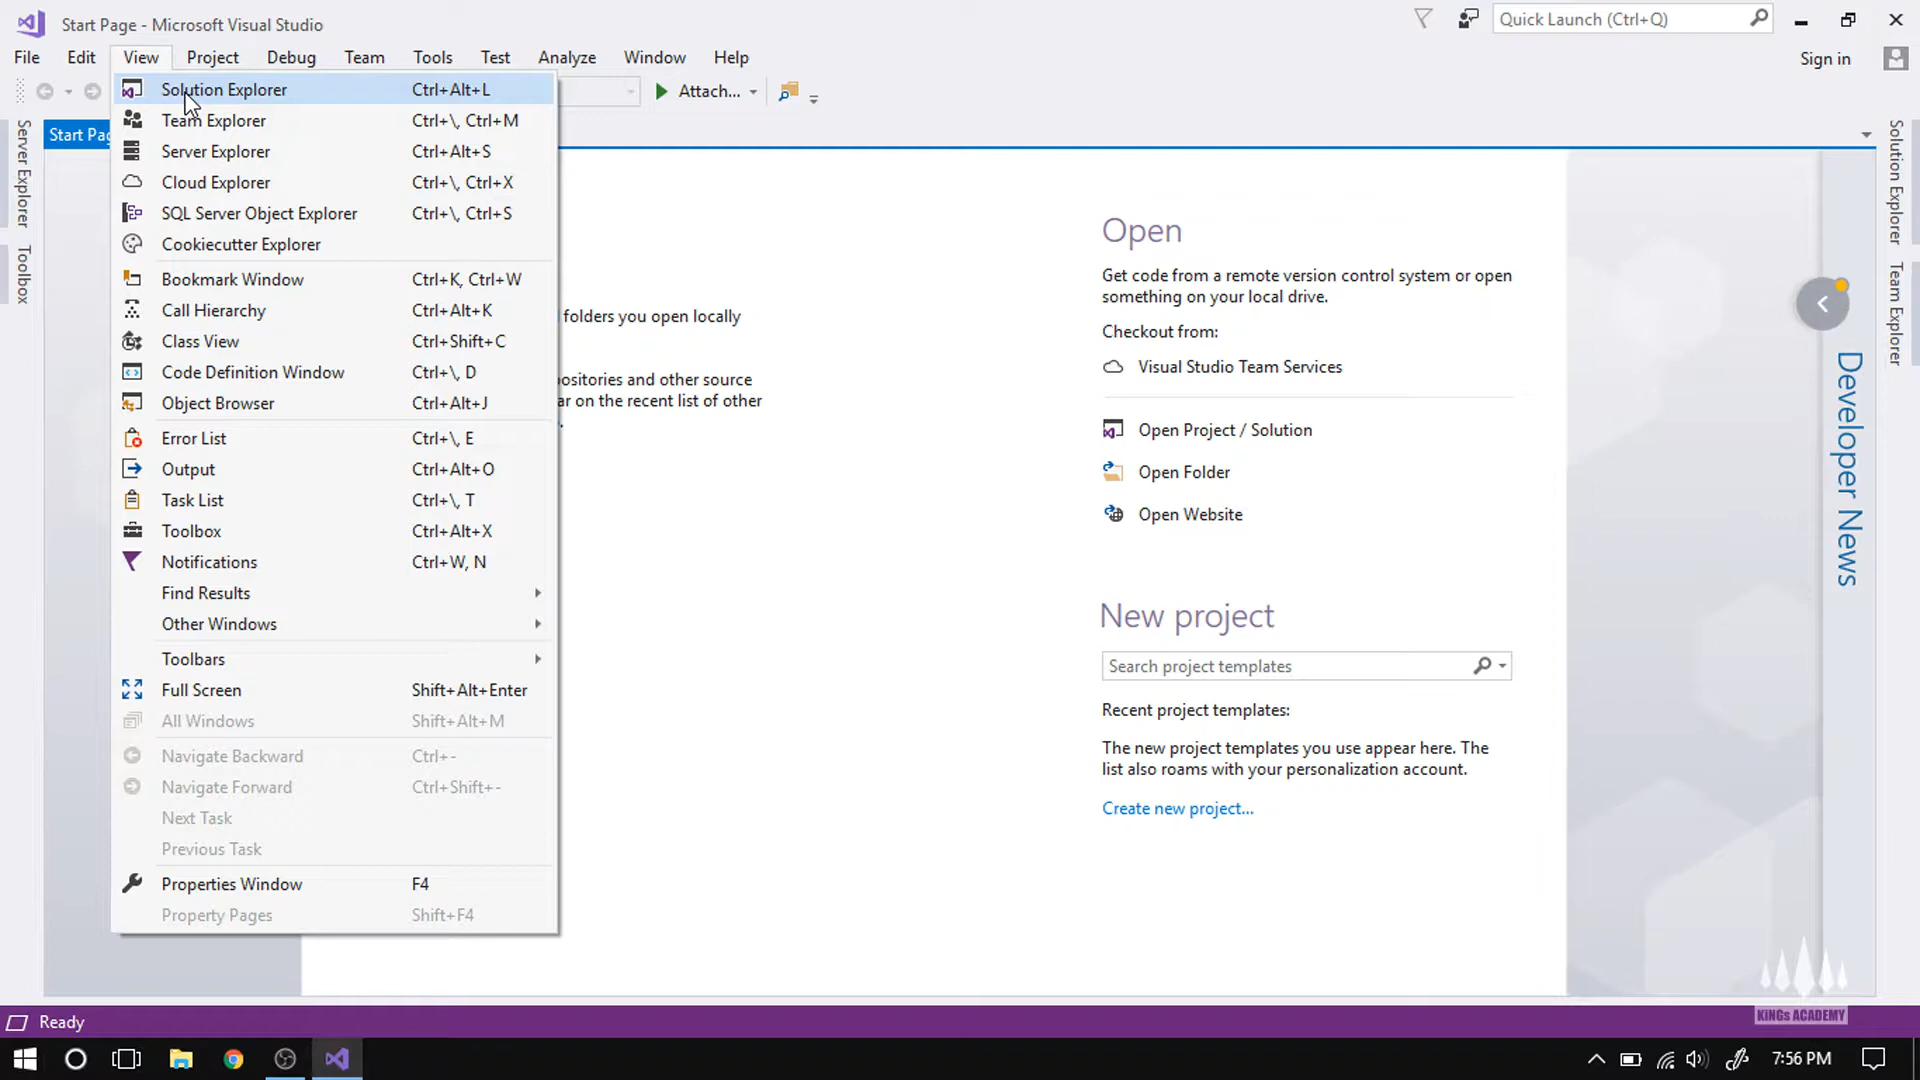 Start Page - Microsoft Visual Studio
Quick Launch (Ctrl+Q)
File Edit View Project Debug Team Tools Test Analyze Window Help
Sign in
Attach...
Solution Explorer Ctrl+Alt+L
Team Explorer Ctrl+\, Ctrl+M
Server Explorer Ctrl+Alt+S
Cloud Explorer Ctrl+\, Ctrl+X
SQL Server Object Explorer Ctrl+\, Ctrl+S
Cookiecutter Explorer
Bookmark Window Ctrl+K, Ctrl+W
Call Hierarchy Ctrl+Alt+K
Class View Ctrl+Shift+C
Code Definition Window Ctrl+\, D
Object Browser Ctrl+Alt+J
Error List Ctrl+\, E
Output Ctrl+Alt+O
Task List Ctrl+\, T
Toolbox Ctrl+Alt+X
Notifications Ctrl+W, N
Find Results
Other Windows
Toolbars
Full Screen Shift+Alt+Enter
All Windows Shift+Alt+M
Navigate Backward Ctrl+-
Navigate Forward Ctrl+Shift+-
Next Task
Previous Task
Properties Window F4
Property Pages Shift+F4
Server Explorer
Toolbox
Start Pag
folders you open locally
ositories and other source
ar on the recent list of other
.
Open
Get code from a remote version control system or open
something on your local drive.
Checkout from:
Visual Studio Team Services
Open Project / Solution
Open Folder
Open Website
New project
Search project templates
Recent project templates:
The new project templates you use appear here. The
list also roams with your personalization account.
Create new project...
Developer News
Solution Explorer
Team Explorer
KiNGs ACADEMY
Ready
7:56 PM